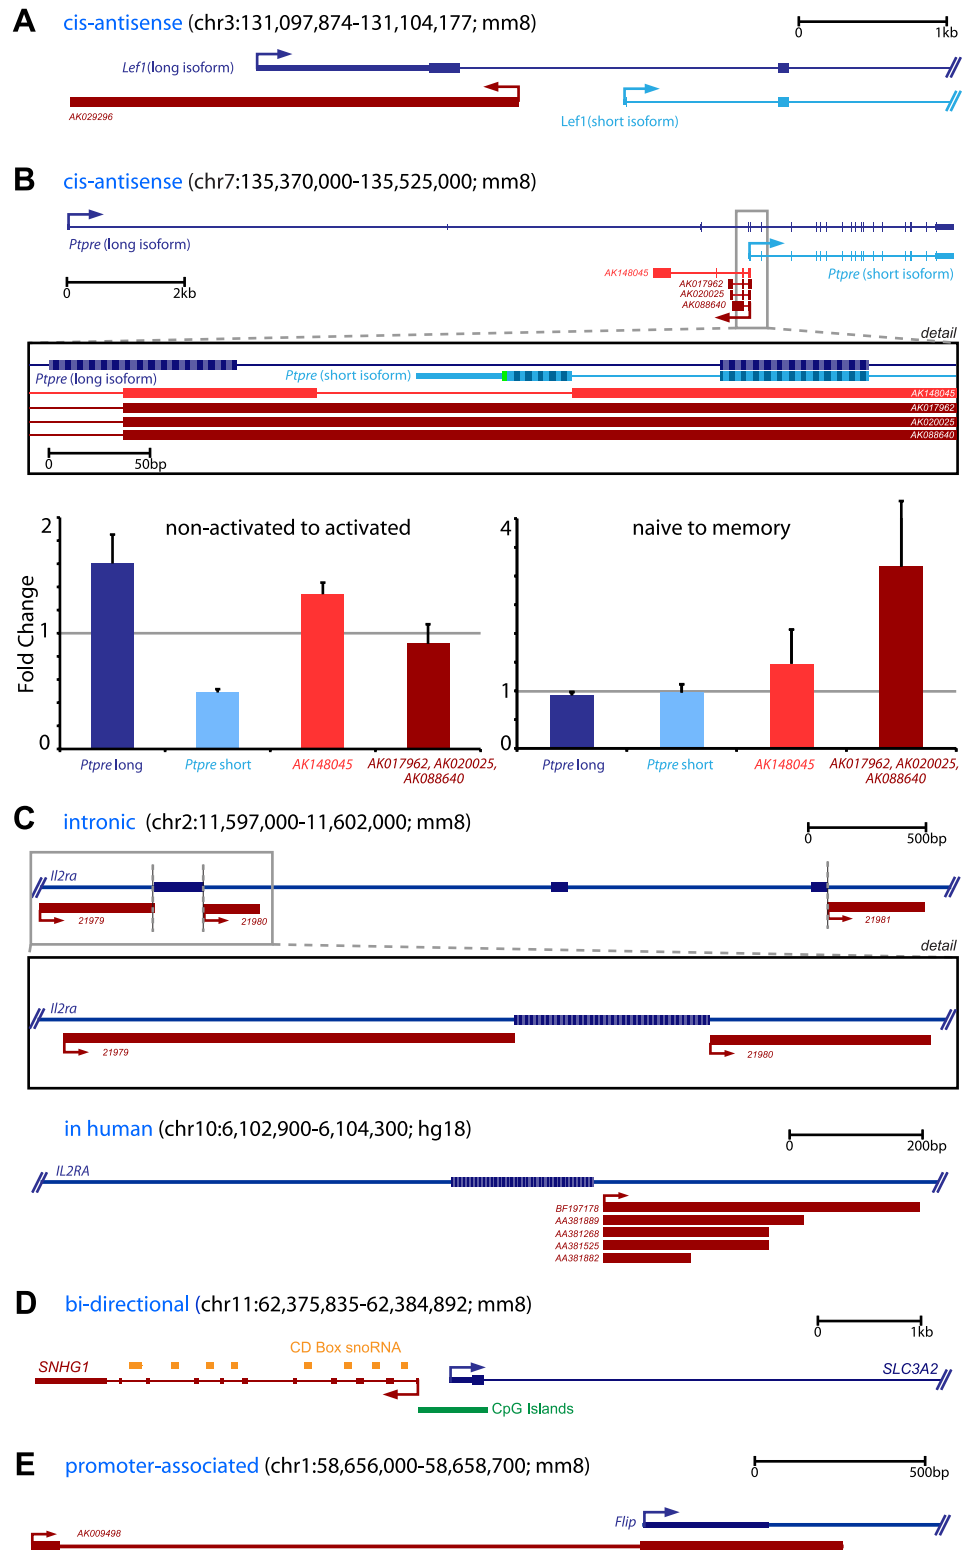 A cis-antisense (chr3:131,097,874-131,104,177; mm8)
0 1kb
Lef1(long isoform)
AK029296
Lef1(short isoform)
B cis-antisense (chr7:135,370,000-135,525,000; mm8)
Ptpre (long isoform)
Ptpre (short isoform)
AK148045
AK017962
AK020025
AK088640
0 2kb
detail
Ptpre (long isoform)
Ptpre (short isoform)
AK148045
AK017962
AK020025
AK088640
0 50bp
non-activated to activated
Fold Change
2
1
0
Ptpre long
Ptpre short
AK148045
AK017962, AK020025,
AK088640
naive to memory
4
1
0
Ptpre long
Ptpre short
AK148045
AK017962, AK020025,
AK088640
C intronic (chr2:11,597,000-11,602,000; mm8)
0 500bp
Il2ra
21979
21980
21981
detail
Il2ra
21979
21980
in human (chr10:6,102,900-6,104,300; hg18)
0 200bp
IL2RA
BF197178
AA381889
AA381268
AA381525
AA381882
D bi-directional (chr11:62,375,835-62,384,892; mm8)
0 1kb
CD Box snoRNA
SNHG1
SLC3A2
CpG Islands
E promoter-associated (chr1:58,656,000-58,658,700; mm8)
0 500bp
Flip
AK009498